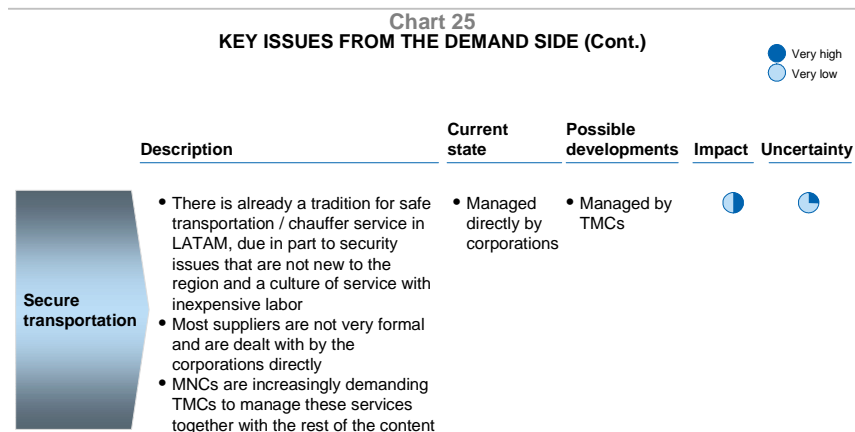 Chart 25
KEY ISSUES FROM THE DEMAND SIDE (Cont.)
Very high
Very low
Description
Current
state
Possible
developments
Impact
Uncertainty
Secure
transportation
• There is already a tradition for safe
transportation / chauffer service in
LATAM, due in part to security
issues that are not new to the
region and a culture of service with
inexpensive labor
• Most suppliers are not very formal
and are dealt with by the
corporations directly
• MNCs are increasingly demanding
TMCs to manage these services
together with the rest of the content
• Managed
directly by
corporations
• Managed by
TMCs